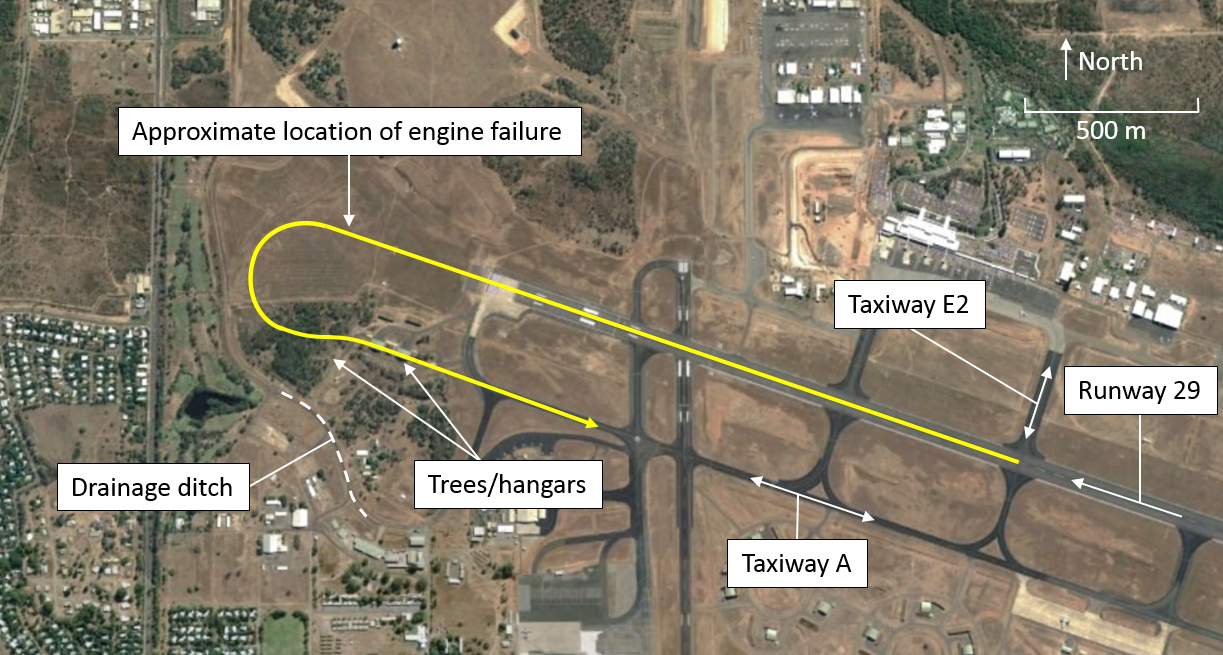 North
500 m
Approximate location of engine failure
Taxiway E2
Runway 29
Drainage ditch
Trees/hangars
Taxiway A